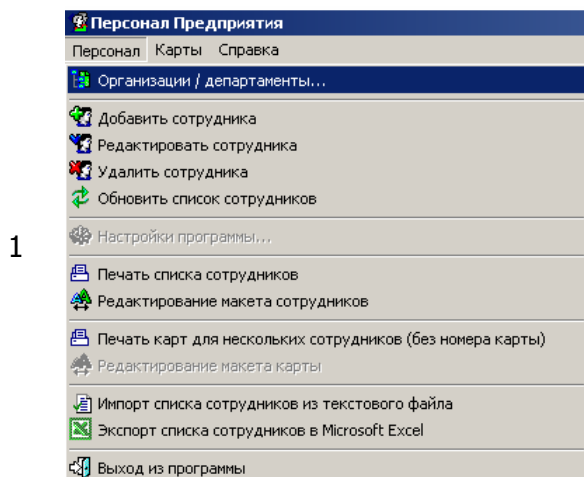 Персонал Предприятия
Персонал Карты Справка
Организации / департаменты...
Добавить сотрудника
Редактировать сотрудника
Удалить сотрудника
Обновить список сотрудников
1
Настройки программы...
Печать списка сотрудников
Редактирование макета сотрудников
Печать карт для нескольких сотрудников (без номера карты)
Редактирование макета карты
Импорт списка сотрудников из текстового файла
Экспорт списка сотрудников в Microsoft Excel
Выход из программы